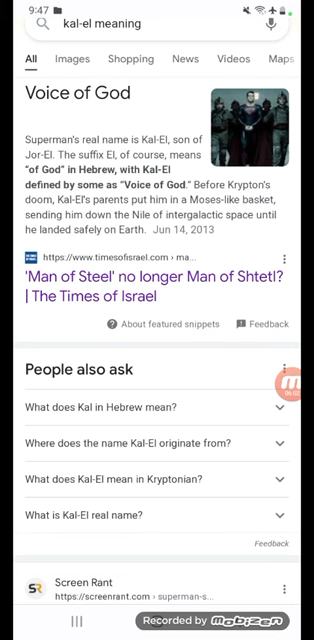 9:47
kal-el meaning
All Images Shopping News Videos Maps
Voice of God
Superman's real name is Kal-El, son of
Jor-El. The suffix El, of course, means
“of God” in Hebrew, with Kal-El
defined by some as “Voice of God.” Before Krypton's
doom, Kal-El's parents put him in a Moses-like basket,
sending him down the Nile of intergalactic space until
he landed safely on Earth. Jun 14, 2013
https://www.timesofisrael.com › ma...
'Man of Steel' no longer Man of Shtetl?
| The Times of Israel
About featured snippets Feedback
People also ask
What does Kal in Hebrew mean?
Where does the name Kal-El originate from?
What does Kal-El mean in Kryptonian?
What is Kal-El real name?
Feedback
SR Screen Rant
https://screenrant.com › superman-s...
Recorded by mobizen